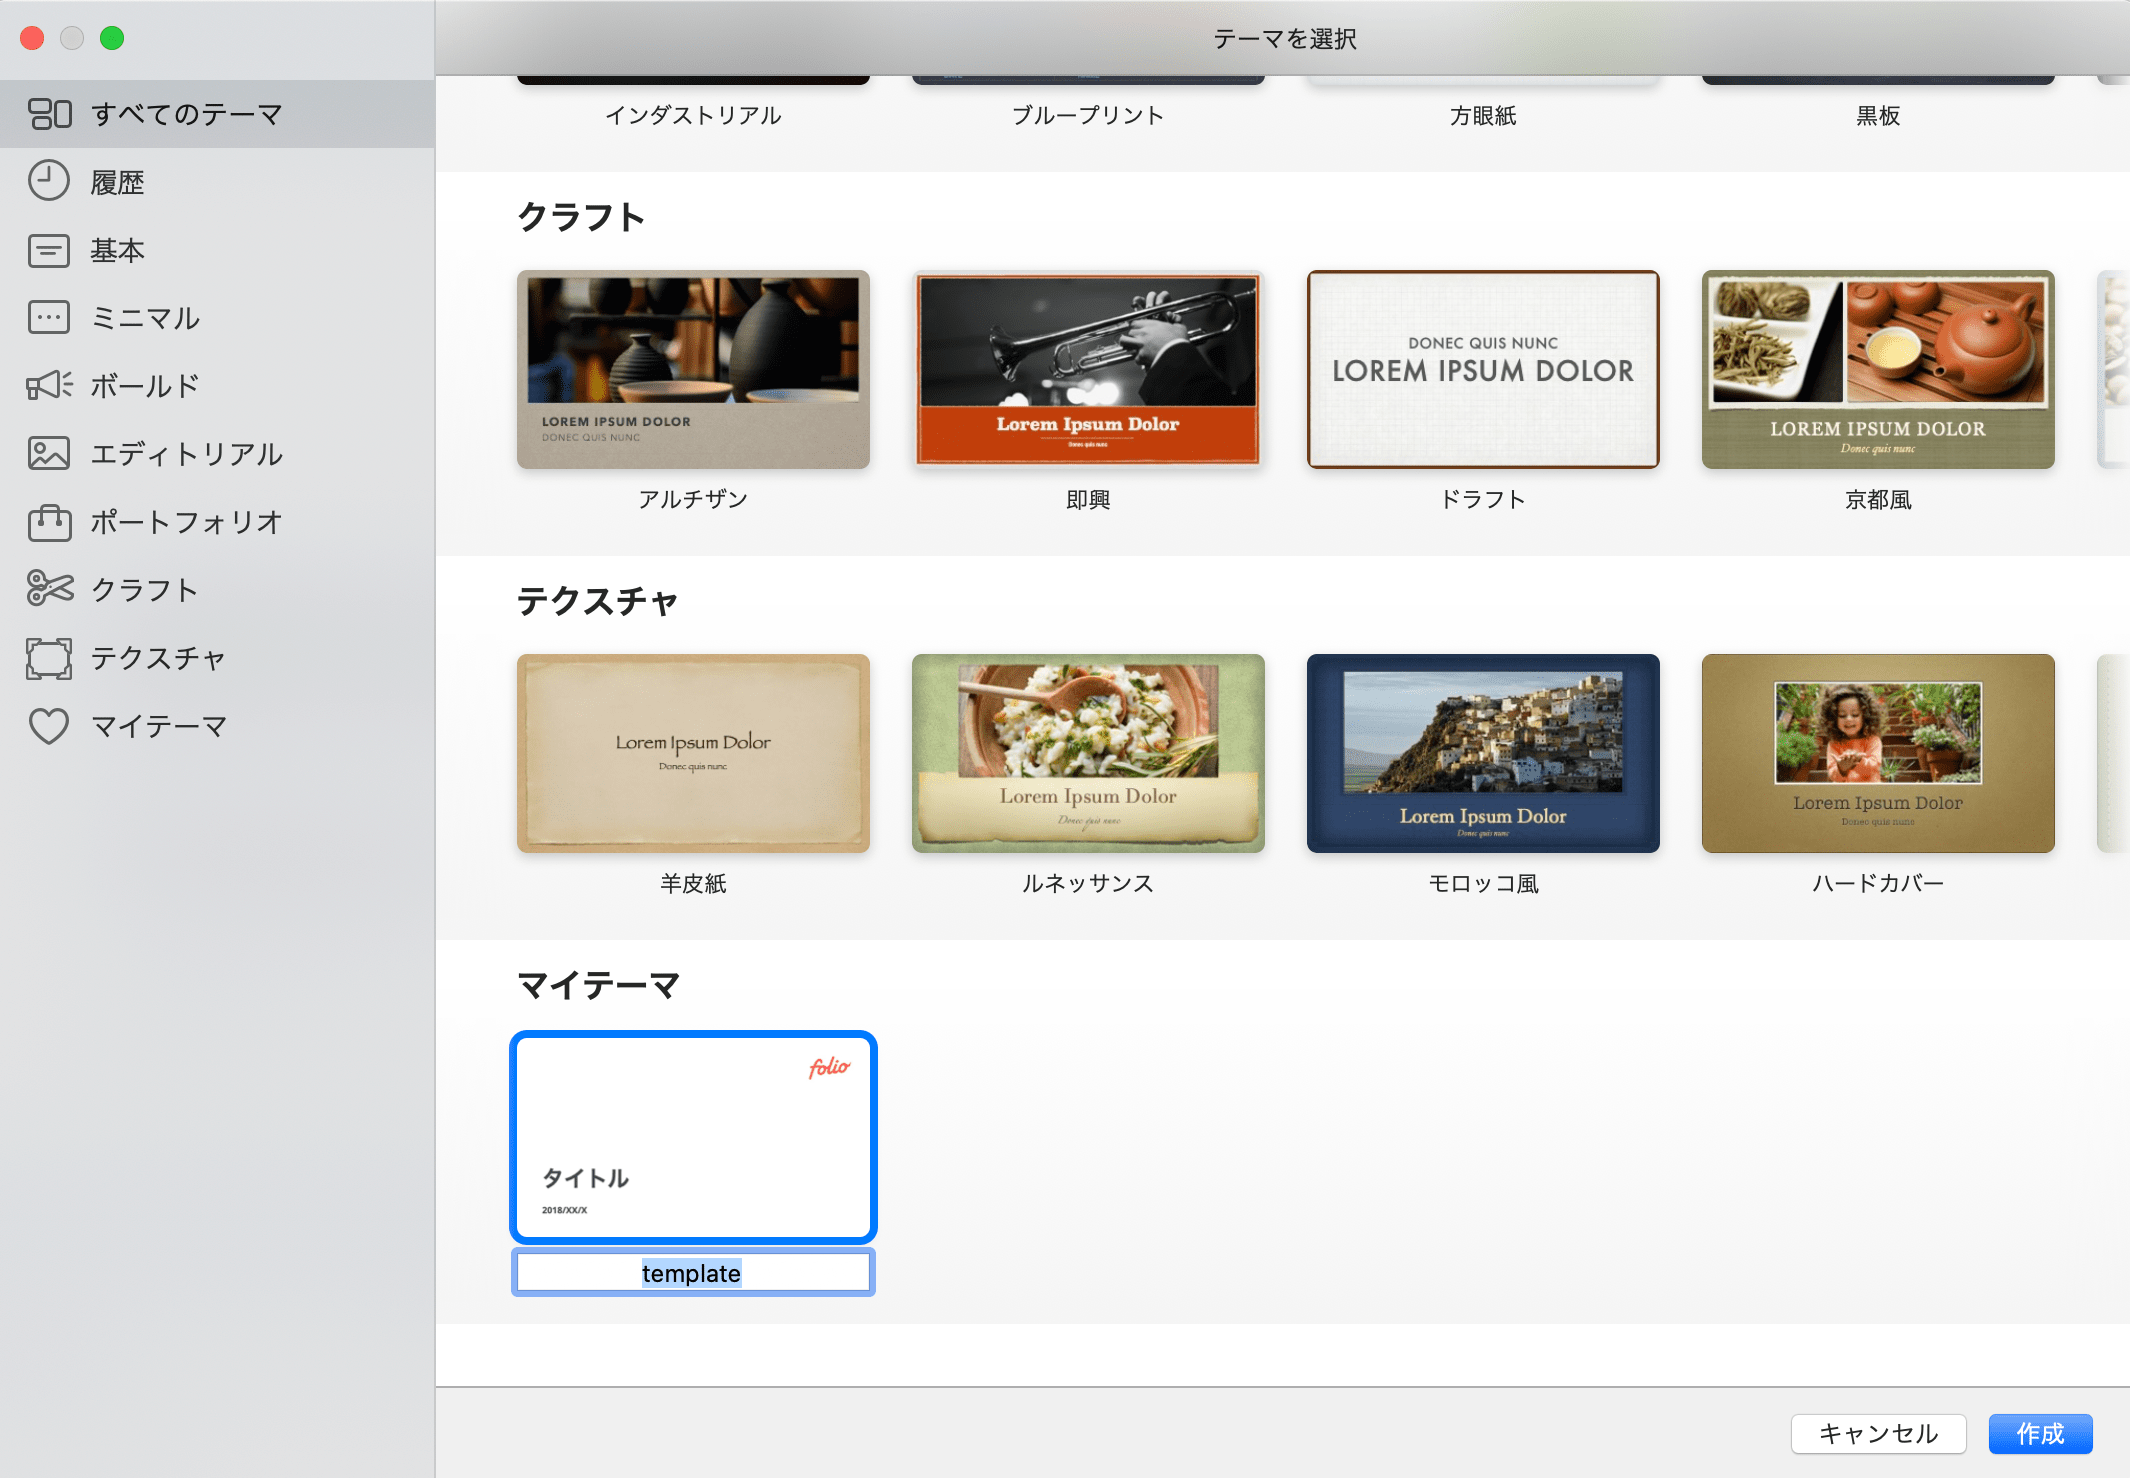 テーマを選択
すべてのテーマ
履歴
基本
ミニマル
ボールド
エディトリアル
ポートフォリオ
クラフト
テクスチャ
マイテーマ
インダストリアル
ブループリント
方眼紙
黒板
クラフト
LOREM IPSUM DOLOR
DONEC QUIS NUNC
アルチザン
Lorem Ipsum Dolor
Donec quis nunc
即興
DONEC QUIS NUNC
LOREM IPSUM DOLOR
ドラフト
LOREM IPSUM DOLOR
Donec quis nunc
京都風
テクスチャ
Lorem Ipsum Dolor
Donec quis nunc
羊皮紙
Lorem Ipsum Dolor
Donec quis nunc
ルネッサンス
Lorem Ipsum Dolor
Donec quis nunc
モロッコ風
Lorem Ipsum Dolor
Donec quis nunc
ハードカバー
マイテーマ
folio
タイトル
2018/XX/X
template
キャンセル
作成